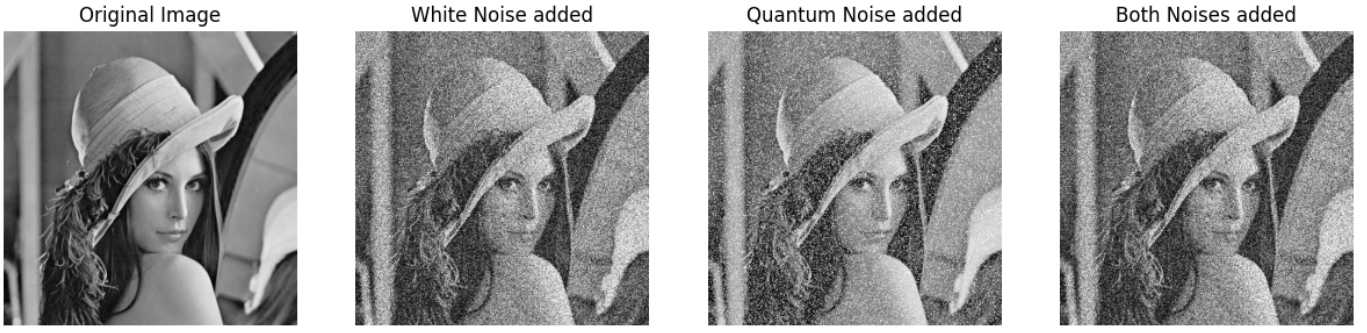 Original Image
White Noise added
Quantum Noise added
Both Noises added